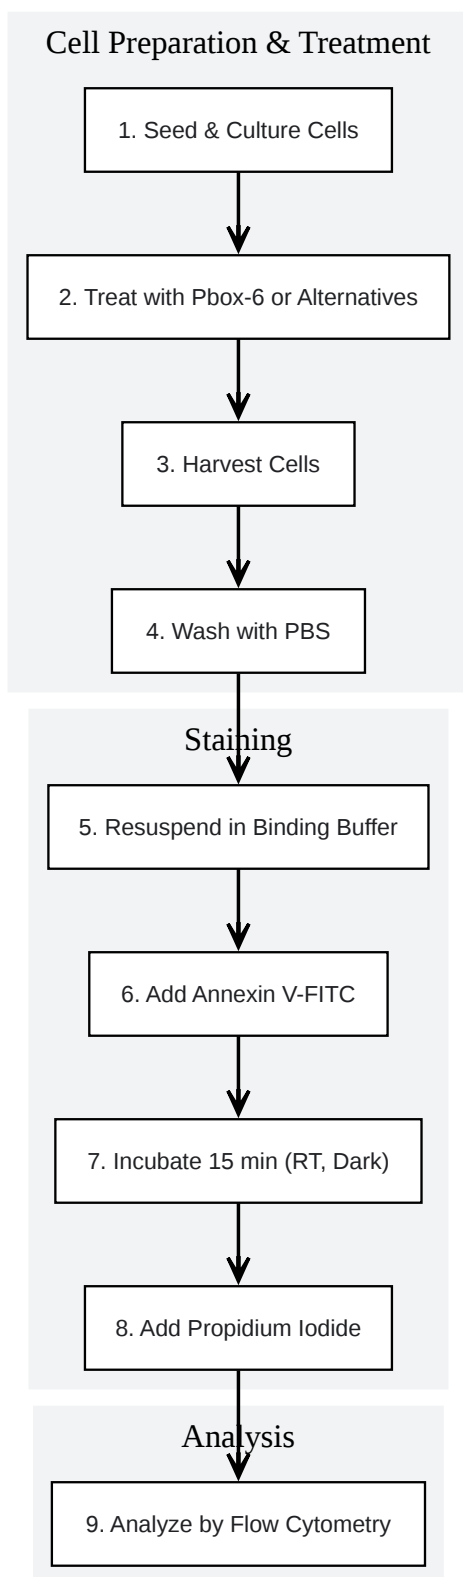 Cell Preparation & Treatment
1. Seed & Culture Cells
2. Treat with Pbox-6 or Alternatives
3. Harvest Cells
4. Wash with PBS
Staining
5. Resuspend in Binding Buffer
6. Add Annexin V-FITC
7. Incubate 15 min (RT, Dark)
8. Add Propidium Iodide
Analysis
9. Analyze by Flow Cytometry